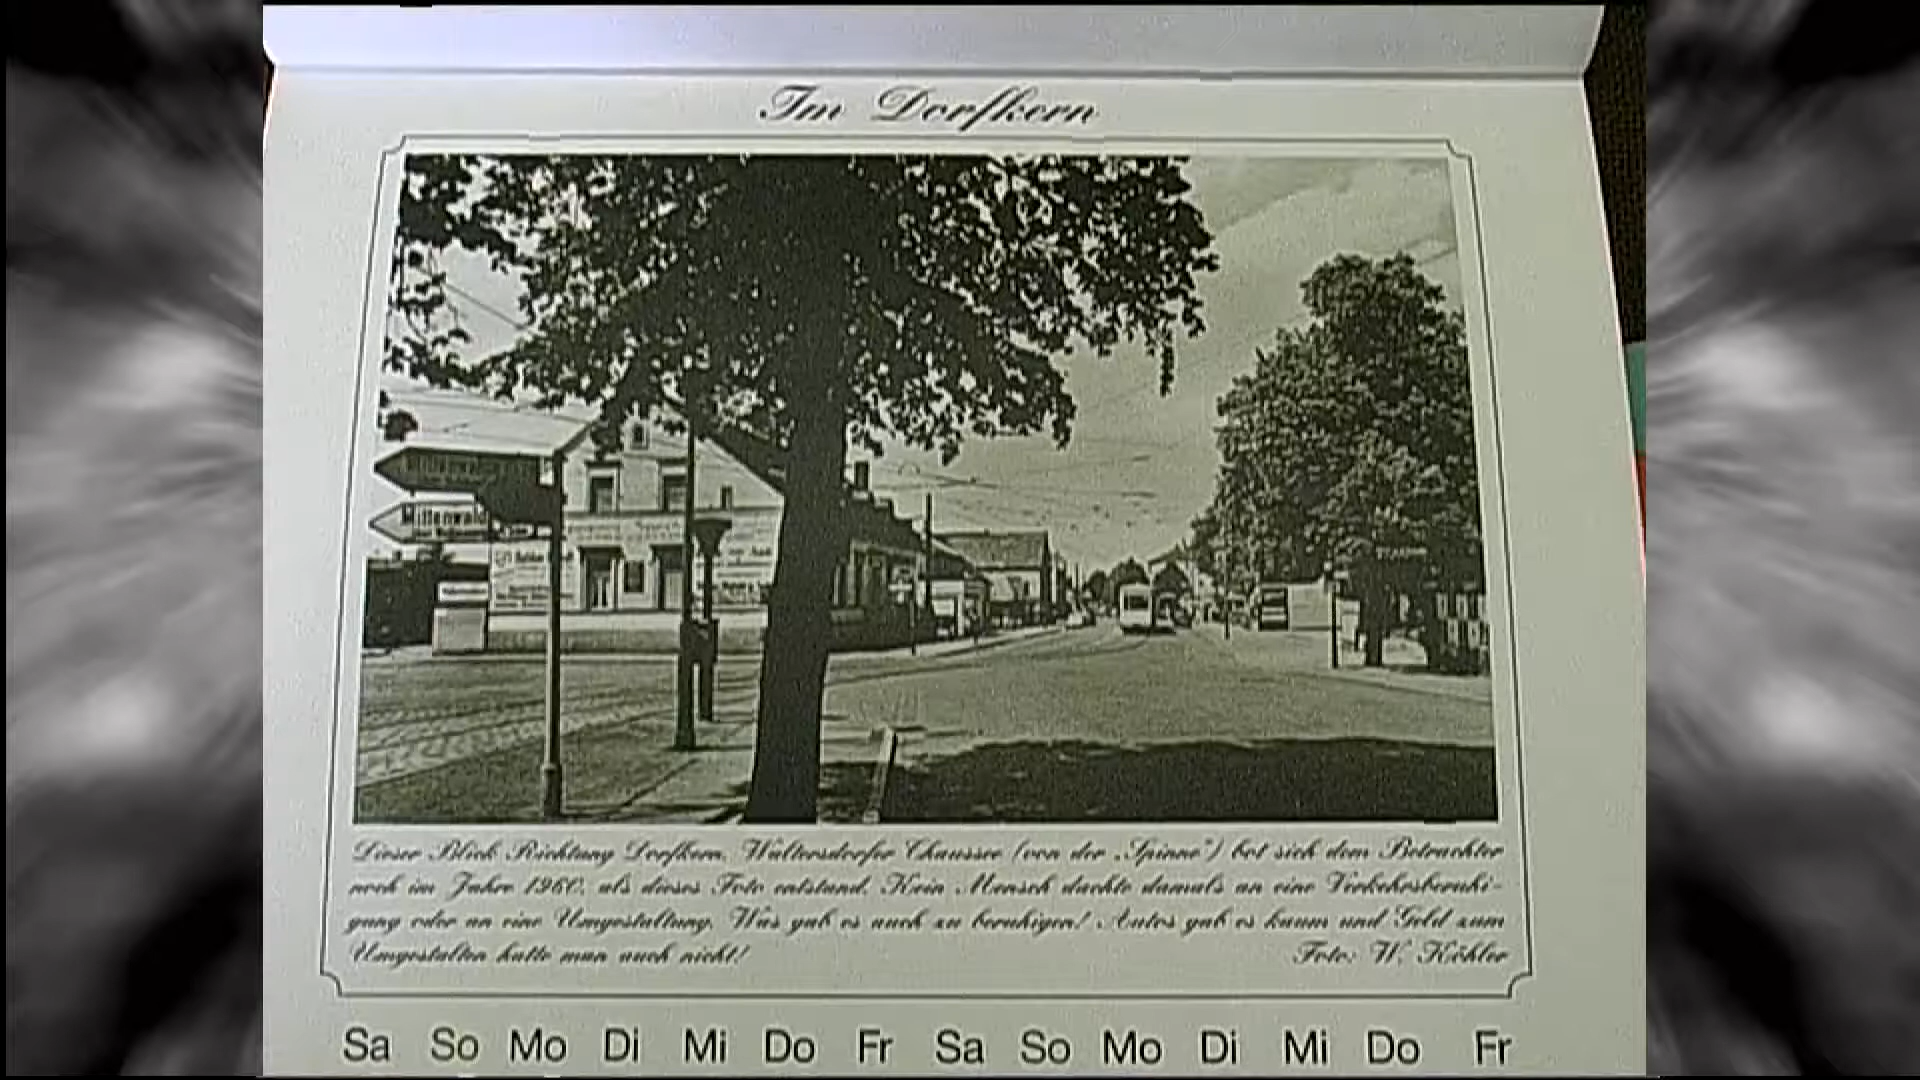 Im Dorfkern
Mittenwalde
Dieser Blick Richtung Dorfkern, Waltersdorfer Chaussee (von der „Spinne") bot sich dem Betrachter
noch im Jahre 1960, als dieses Foto entstand. Kein Mensch dachte damals an eine Verkehrsberuhi-
gung oder an eine Umgestaltung. Was gab es auch zu beruhigen! Autos gab es kaum und Geld zum
Umgestalten hatte man auch nicht! Foto: W. Köhler
Sa So Mo Di Mi Do Fr Sa So Mo Di Mi Do Fr